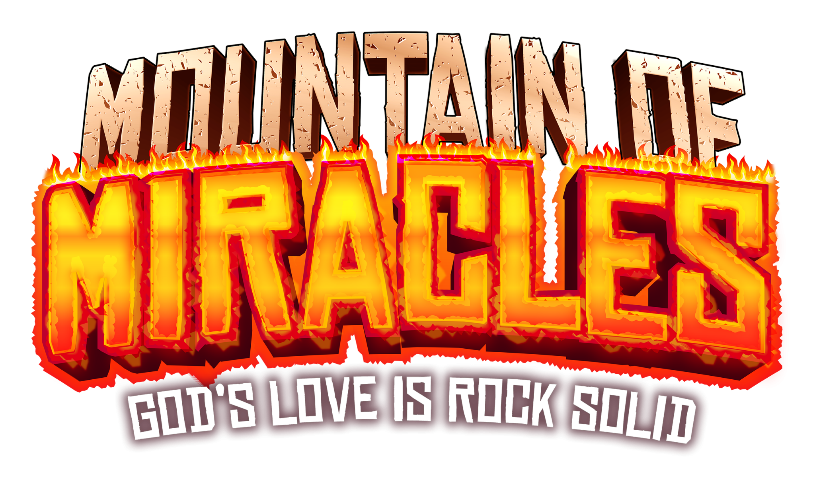 MOUNTAIN OF
MIRACLES
GOD'S LOVE IS ROCK SOLID